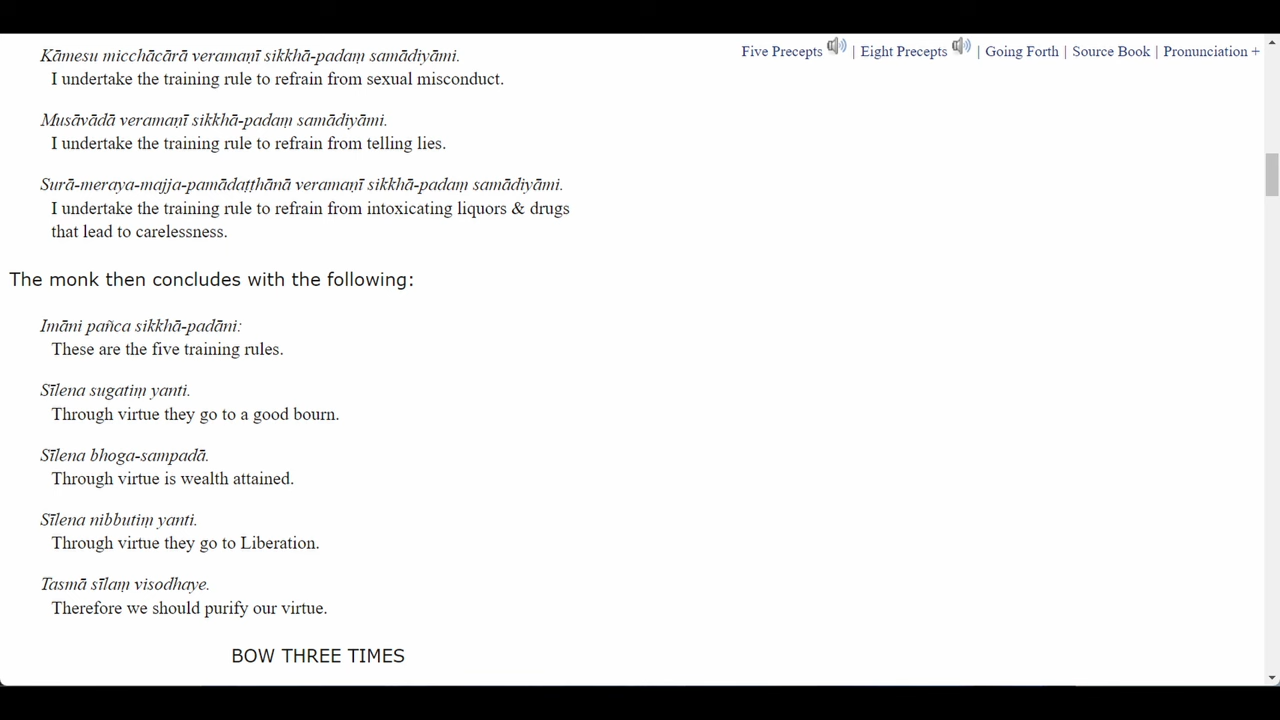 Five Precepts | Eight Precepts | Going Forth | Source Book | Pronunciation +
Kāmesu micchācārā veramaṇī sikkhā-padaṃ samādiyāmi.
I undertake the training rule to refrain from sexual misconduct.
Musāvādā veramaṇī sikkhā-padaṃ samādiyāmi.
I undertake the training rule to refrain from telling lies.
Surā-meraya-majja-pamādaṭṭhānā veramaṇī sikkhā-padaṃ samādiyāmi.
I undertake the training rule to refrain from intoxicating liquors & drugs
that lead to carelessness.
The monk then concludes with the following:
Imāni pañca sikkhā-padāni:
These are the five training rules.
Sīlena sugatiṃ yanti.
Through virtue they go to a good bourn.
Sīlena bhoga-sampadā.
Through virtue is wealth attained.
Sīlena nibbutiṃ yanti.
Through virtue they go to Liberation.
Tasmā sīlaṃ visodhaye.
Therefore we should purify our virtue.
BOW THREE TIMES